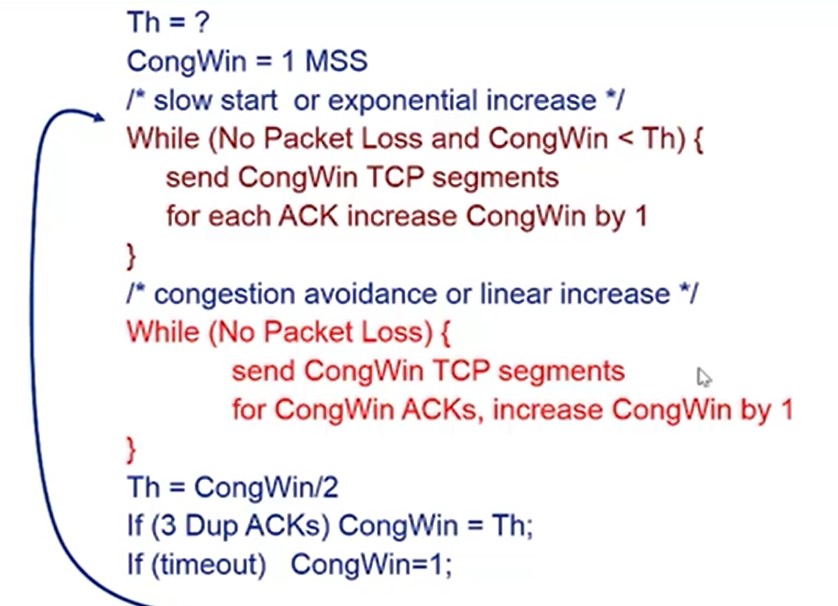 Th = ?
CongWin = 1 MSS
/* slow start  or exponential increase */
While (No Packet Loss and CongWin < Th) {
send CongWin TCP segments
for each ACK increase CongWin by 1
}
/* congestion avoidance or linear increase */
While (No Packet Loss) {
send CongWin TCP segments
for CongWin ACKs, increase CongWin by 1
}
Th = CongWin/2
If (3 Dup ACKs) CongWin = Th;
If (timeout)   CongWin=1;